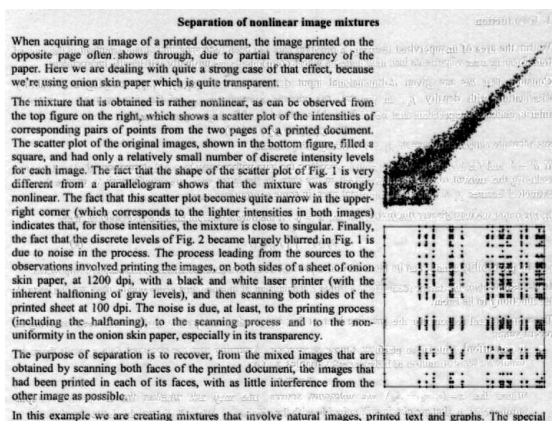 Separation of nonlinear image mixtures
When acquiring an image of a printed document, the image printed on the
opposite page often shows through, due to partial transparency of the
paper. Here we are dealing with quite a strong case of that effect, because
we're using onion skin paper which is quite transparent.
The mixture that is obtained is rather nonlinear, as can be observed from
the top figure on the right, which shows a scatter plot of the intensities of
corresponding pairs of points from the two pages of a printed document.
The scatter plot of the original images, shown in the bottom figure, filled a
square, and had only a relatively small number of discrete intensity levels
for each image. The fact that the shape of the scatter plot of Fig. 1 is very
different from a parallelogram shows that the mixture was strongly
nonlinear. The fact that this scatter plot becomes quite narrow in the upper-
right corner (which corresponds to the lighter intensities in both images)
indicates that, for those intensities, the mixture is close to singular. Finally,
the fact that the discrete levels of Fig. 2 became largely blurred in Fig. 1 is
due to noise in the process. The process leading from the sources to the
observations involved printing the images, on both sides of a sheet of onion
skin paper, at 1200 dpi, with a black and white laser printer (with the
inherent halftoning of gray levels), and then scanning both sides of the
printed sheet at 100 dpi. The noise is due, at least, to the printing process
(including the halftoning), to the scanning process and to the non-
uniformity in the onion skin paper, especially in its transparency.
The purpose of separation is to recover, from the mixed images that are
obtained by scanning both faces of the printed document, the images that
had been printed in each of its faces, with as little interference from the
other image as possible.
In this example we are creating mixtures that involve natural images, printed text and graphs. The special